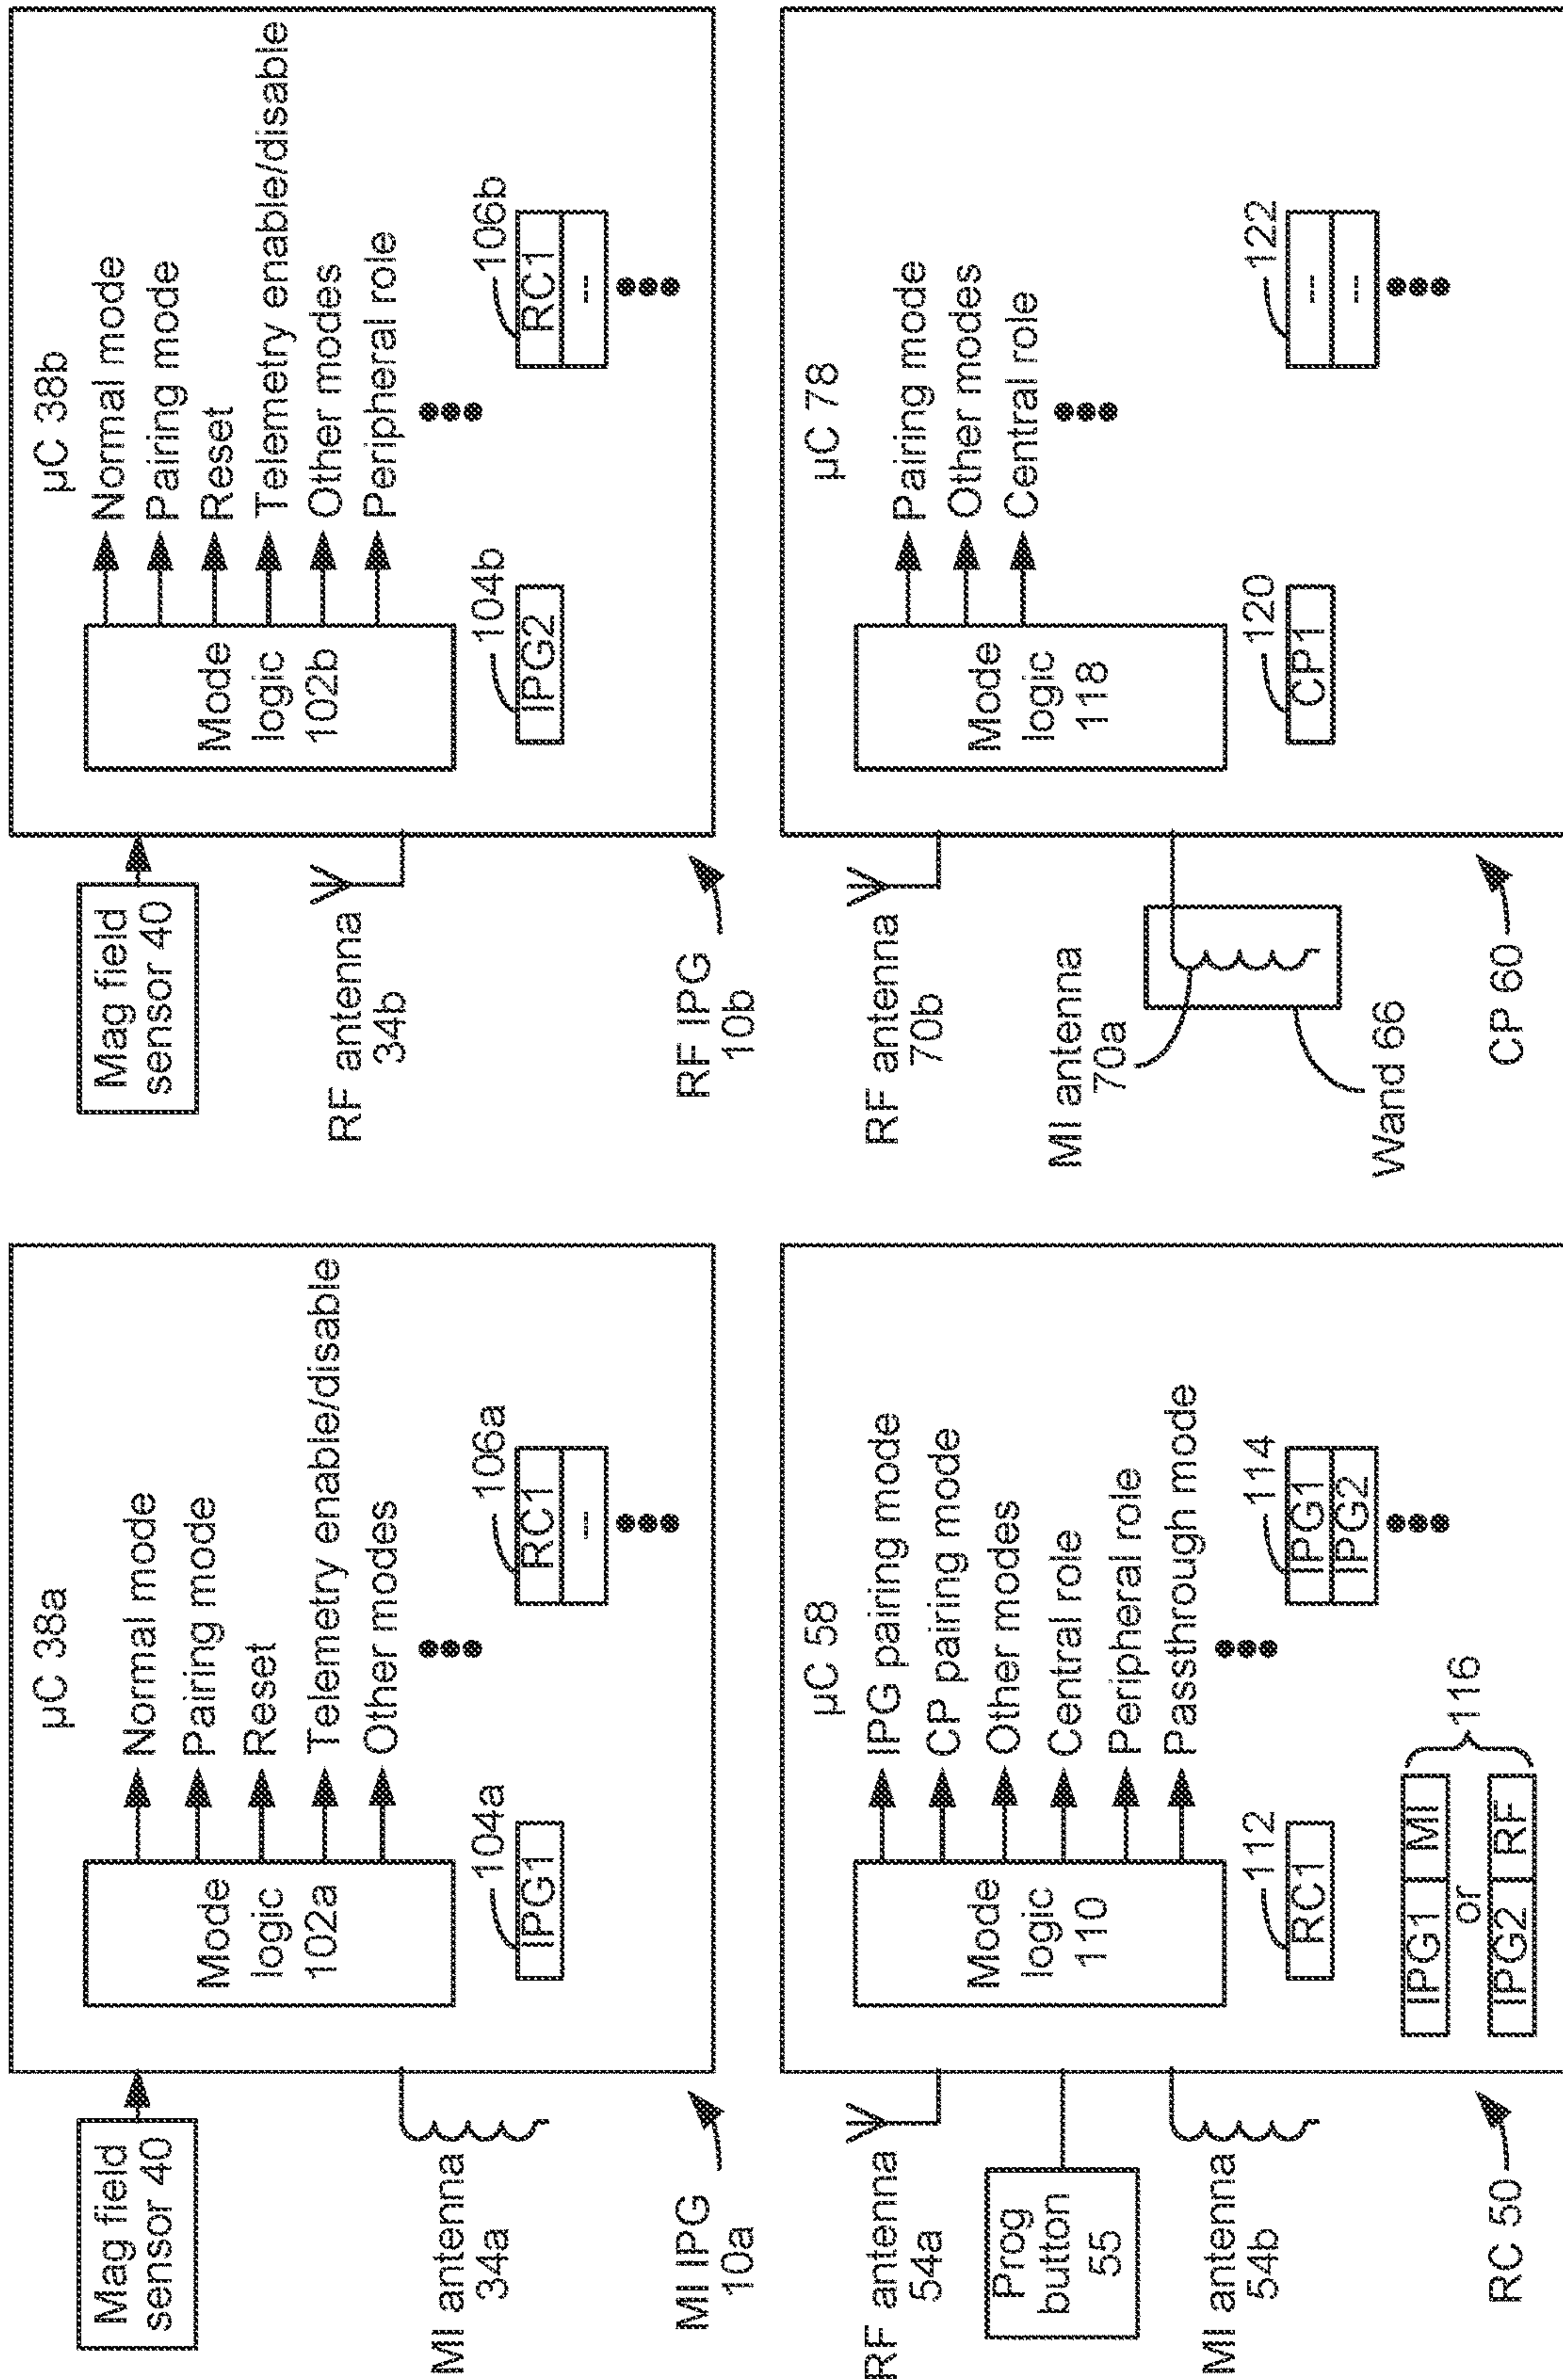 Mag field
sensor 40
MI antenna
34a
MI IPG
10a
µC 38a
Mode
logic
102a
Normal mode
Pairing mode
Reset
Telemetry enable/disable
Other modes
104a
IPG1
106a
RC1
--
Mag field
sensor 40
RF antenna
34b
RF IPG
10b
µC 38b
Mode
logic
102b
Normal mode
Pairing mode
Reset
Telemetry enable/disable
Other modes
Peripheral role
104b
IPG2
106b
RC1
--
RF antenna
54a
Prog
button
55
MI antenna
54b
RC 50
µC 58
Mode
logic
110
IPG pairing mode
CP pairing mode
Other modes
Central role
Peripheral role
Passthrough mode
112
RC1
114
IPG1
IPG2
IPG1 MI
or
IPG2 RF
116
RF antenna
70b
MI antenna
70a
Wand 66
CP 60
µC 78
Mode
logic
118
Pairing mode
Other modes
Central role
120
CP1
122
--
--